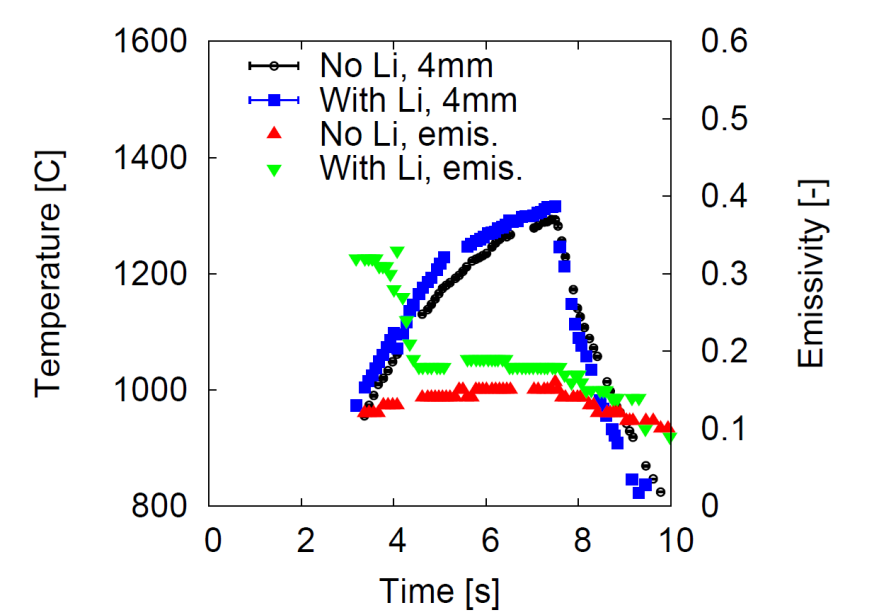 1600
1400
1200
1000
800
Temperature [C]
No Li, 4mm
With Li, 4mm
No Li, emis.
With Li, emis.
0.6
0.5
0.4
0.3
0.2
0.1
0
Emissivity [-]
0 2 4 6 8 10
Time [s]